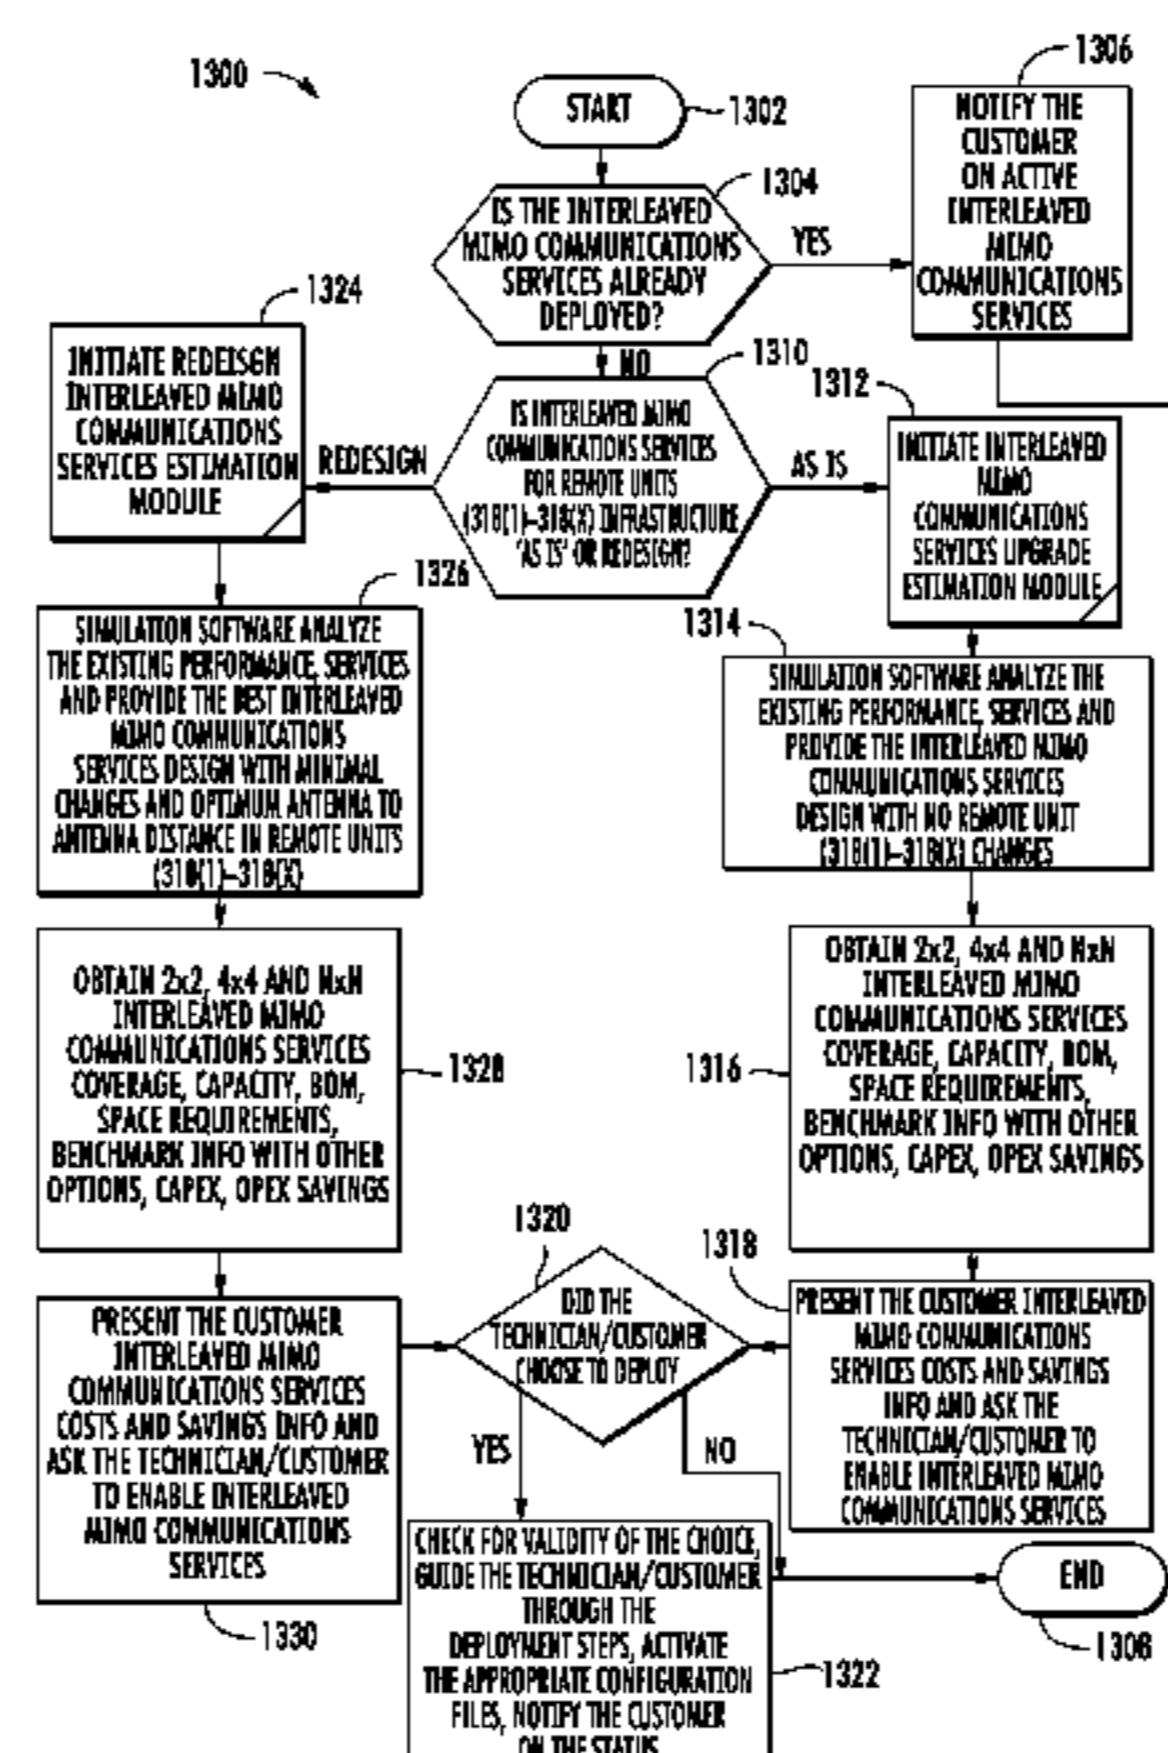 1300
START
1302
1304
IS THE INTERLEAVED
MIMO COMMUNICATIONS
SERVICES ALREADY
DEPLOYED?
YES
1306
NOTIFY THE
CUSTOMER
ON ACTIVE
INTERLEAVED
MIMO
COMMUNICATIONS
SERVICES
NO
1310
IS INTERLEAVED MIMO
COMMUNICATIONS SERVICES
FOR REMOTE UNITS
(318(1)-318(X) INFRASTRUCTURE
'AS IS' OR REDESIGN?
REDESIGN
AS IS
1324
INITIATE REDEISGN
INTERLEAVED MIMO
COMMUNICATIONS
SERVICES ESTIMATION
MODULE
1312
INITIATE INTERLEAVED
MIMO
COMMUNICATIONS
SERVICES UPGRADE
ESTIMATION MODULE
1326
SIMULATION SOFTWARE ANALYZE
THE EXISTING PERFORMANCE, SERVICES
AND PROVIDE THE BEST INTERLEAVED
MIMO COMMUNICATIONS
SERVICES DESIGN WITH MINIMAL
CHANGES AND OPTIMUM ANTENNA TO
ANTENNA DISTANCE IN REMOTE UNITS
(318(1)-318(X)
1314
SIMULATION SOFTWARE ANALYZE THE
EXISTING PERFORMANCE, SERVICES AND
PROVIDE THE INTERLEAVED MIMO
COMMUNICATIONS SERVICES
DESIGN WITH NO REMOTE UNIT
(318(1)-318(X) CHANGES
OBTAIN 2x2, 4x4 AND NxN
INTERLEAVED MIMO
COMMUNICATIONS SERVICES
COVERAGE, CAPACITY, BOM,
SPACE REQUIREMENTS,
BENCHMARK INFO WITH OTHER
OPTIONS, CAPEX, OPEX SAVINGS
1328
1316
OBTAIN 2x2, 4x4 AND NxN
INTERLEAVED MIMO
COMMUNICATIONS SERVICES
COVERAGE, CAPACITY, BOM,
SPACE REQUIREMENTS,
BENCHMARK INFO WITH OTHER
OPTIONS, CAPEX, OPEX SAVINGS
PRESENT THE CUSTOMER
INTERLEAVED MIMO
COMMUNICATIONS SERVICES
COSTS AND SAVINGS INFO AND
ASK THE TECHNICIAN/CUSTOMER
TO ENABLE INTERLEAVED
MIMO COMMUNICATIONS
SERVICES
1330
1320
DID THE
TECHNICIAN/CUSTOMER
CHOOSE TO DEPLOY
YES
NO
1318
PRESENT THE CUSTOMER INTERLEAVED
MIMO COMMUNICATIONS
SERVICES COSTS AND SAVINGS
INFO AND ASK THE
TECHNICIAN/CUSTOMER TO
ENABLE INTERLEAVED MIMO
COMMUNICATIONS SERVICES
CHECK FOR VALIDITY OF THE CHOICE,
GUIDE THE TECHNICIAN/CUSTOMER
THROUGH THE
DEPLOYMENT STEPS, ACTIVATE
THE APPROPRIATE CONFIGURATION
FILES, NOTIFY THE CUSTOMER
ON THE STATUS
1322
END
1308